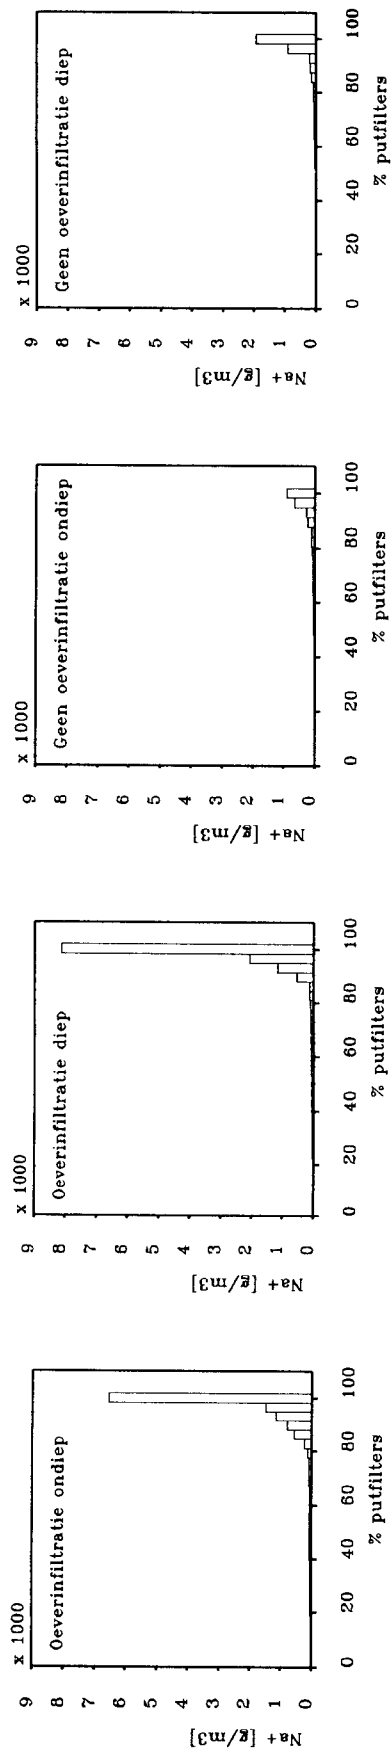 x 1000
9
8
7
6
5
4
3
2
1
0
Na+ [g/m3]
Oeverinfiltratie ondiep
0 20 40 60 80 100
% putfilters
x 1000
9
8
7
6
5
4
3
2
1
0
Na+ [g/m3]
Oeverinfiltratie diep
0 20 40 60 80 100
% putfilters
x 1000
9
8
7
6
5
4
3
2
1
0
Na+ [g/m3]
Geen oeverinfiltratie ondiep
0 20 40 60 80 100
% putfilters
x 1000
9
8
7
6
5
4
3
2
1
0
Na+ [g/m3]
Geen oeverinfiltratie diep
0 20 40 60 80 100
% putfilters